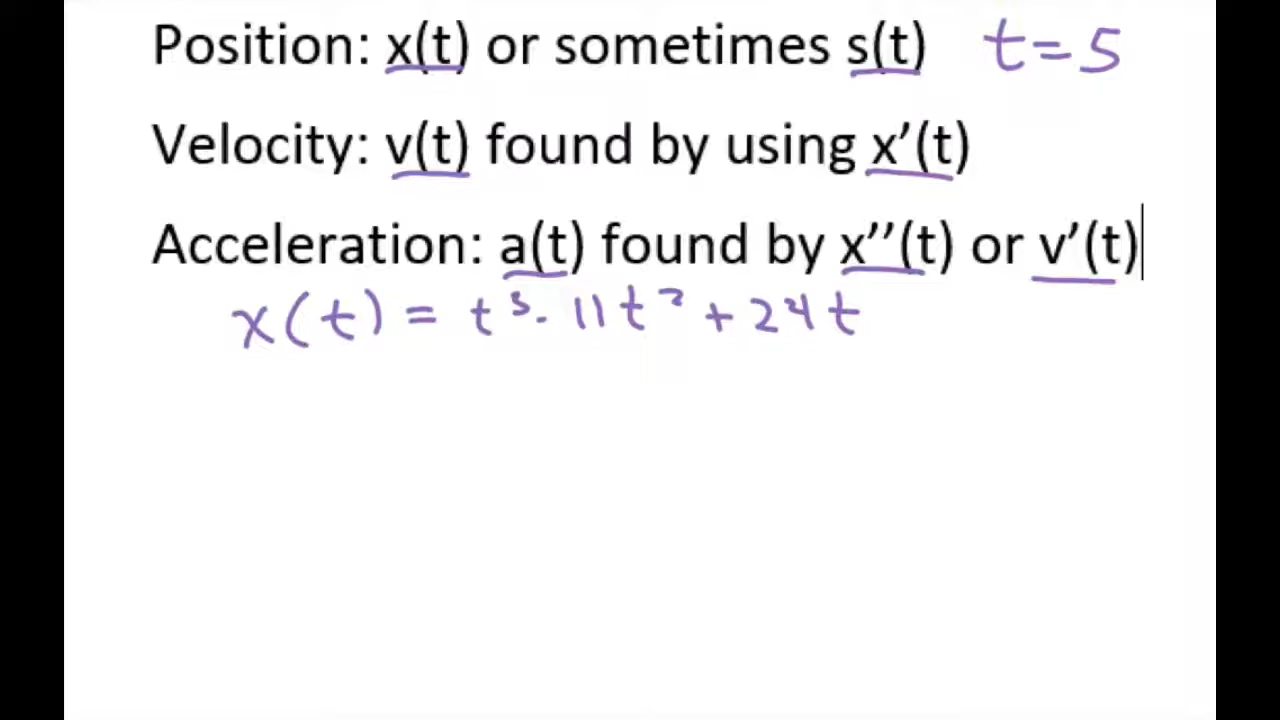 Position: x(t) or sometimes s(t) t=5
Velocity: v(t) found by using x’(t)
Acceleration: a(t) found by x’’(t) or v’(t)
x(t) = t³- 11t² + 24t